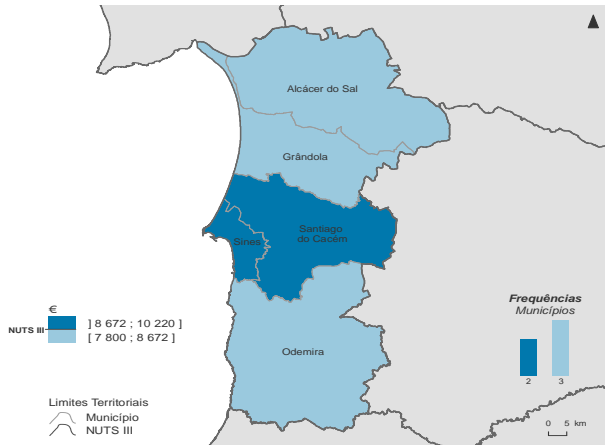 Alcácer do Sal
Grândola
Santiago
do Cacém
Sines
Odemira
€
NUTS III
] 8 672 ; 10 220 ]
[ 7 800 ; 8 672 ]
Limites Territoriais
Município
NUTS III
Frequências
Municípios
2 3
0 5 km